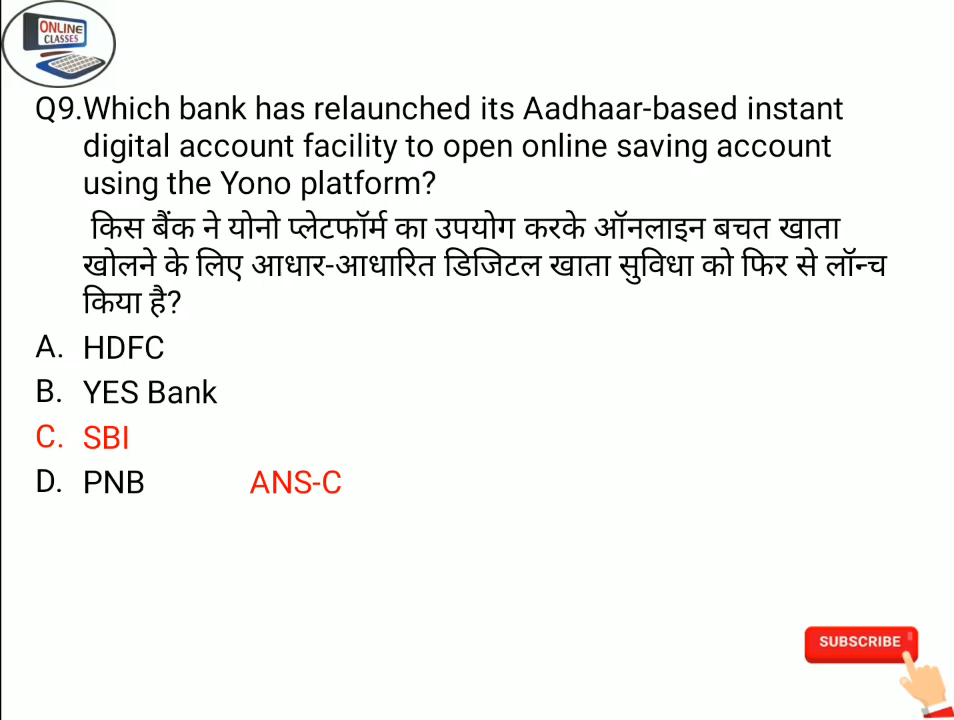 ONLINE
CLASSES
Q9.Which bank has relaunched its Aadhaar-based instant
digital account facility to open online saving account
using the Yono platform?
किस बैंक ने योनो प्लेटफॉर्म का उपयोग करके ऑनलाइन बचत खाता
खोलने के लिए आधार-आधारित डिजिटल खाता सुविधा को फिर से लॉन्च
किया है?
A. HDFC
B. YES Bank
C. SBI
D. PNB ANS-C
SUBSCRIBE